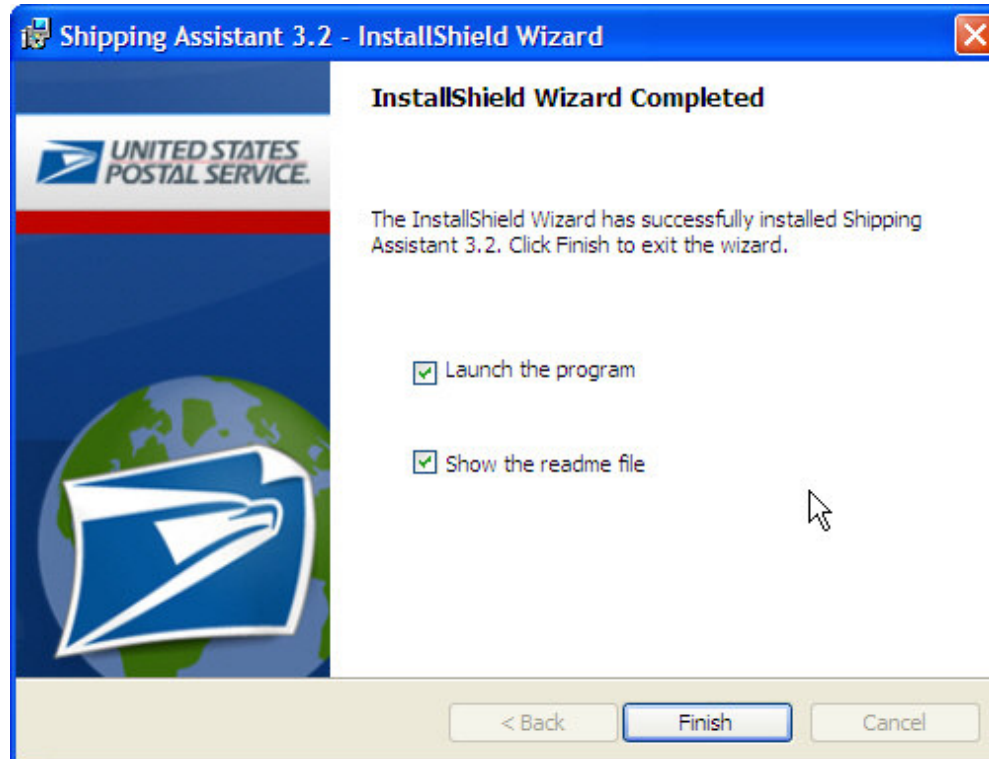 Shipping Assistant 3.2 - InstallShield Wizard
InstallShield Wizard Completed
UNITED STATES
POSTAL SERVICE.
The InstallShield Wizard has successfully installed Shipping
Assistant 3.2. Click Finish to exit the wizard.
Launch the program
Show the readme file
< Back
Finish
Cancel